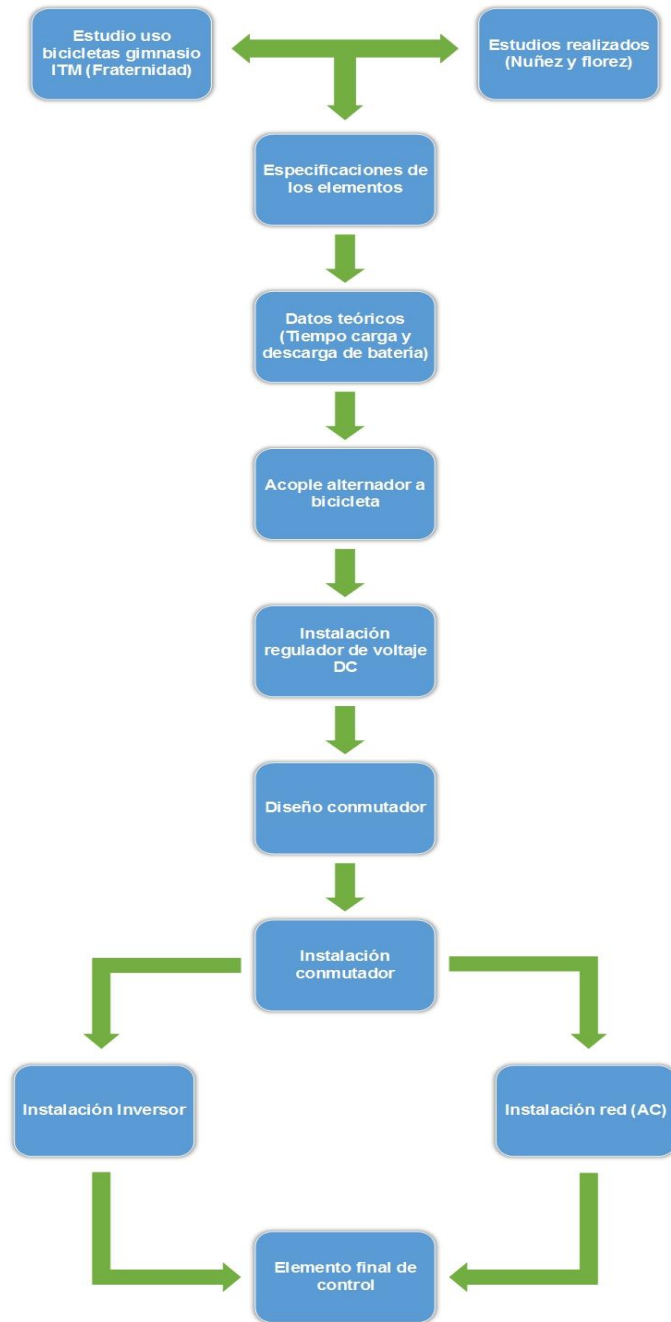 Estudio uso
bicicletas gimnasio
ITM (Fraternidad)
Estudios realizados
(Nuñez y florez)
Especificaciones de
los elementos
Datos teóricos
(Tiempo carga y
descarga de batería)
Acople alternador a
bicicleta
Instalación
regulador de voltaje
DC
Diseño conmutador
Instalación
conmutador
Instalación Inversor
Instalación red (AC)
Elemento final de
control